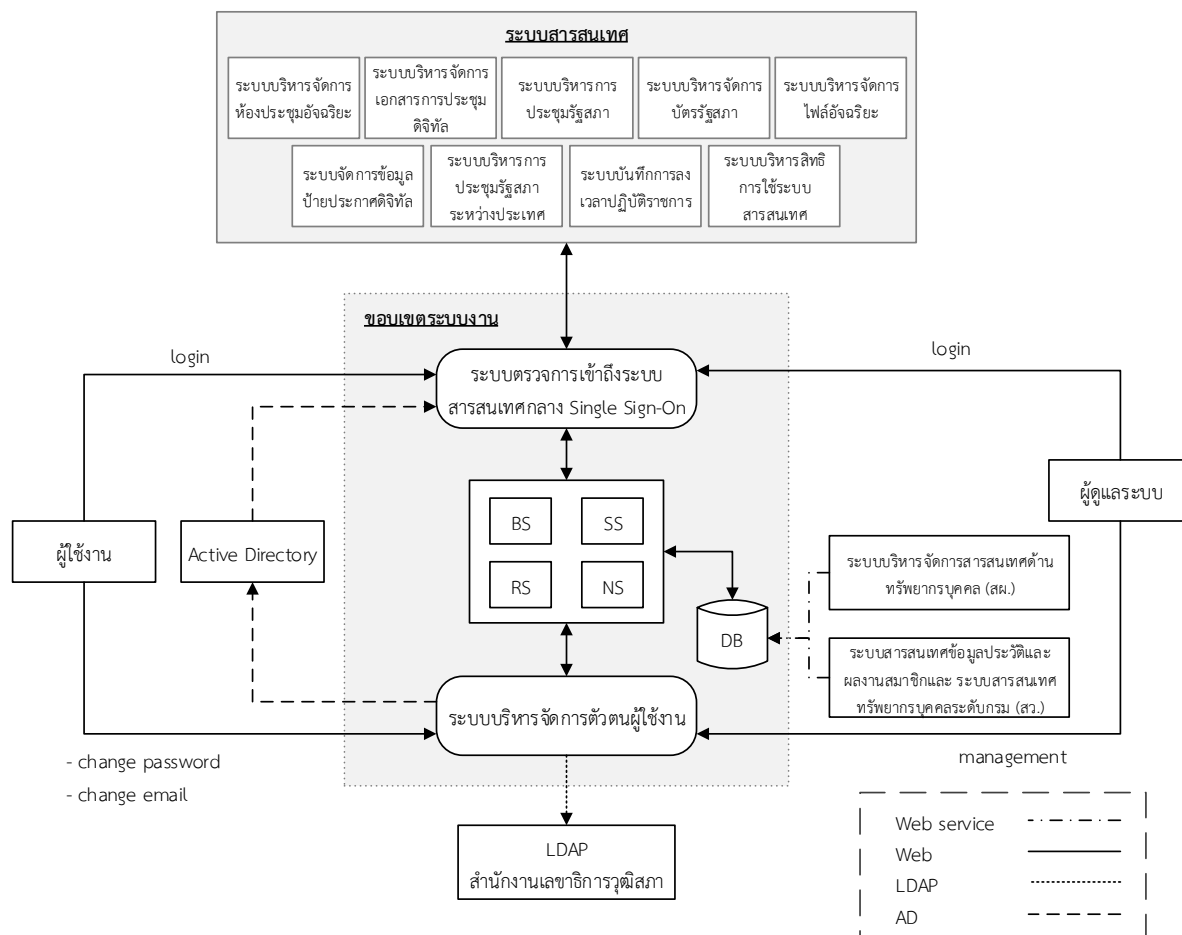 ระบบสารสนเทศ
ระบบบริหารจัดการ
ห้องประชุมอัจฉริยะ
ระบบบริหารจัดการ
เอกสารการประชุม
ดิจิทัล
ระบบบริหารการ
ประชุมรัฐสภา
ระบบบริหารจัดการ
บัตรรัฐสภา
ระบบบริหารจัดการ
ไฟล์อัจฉริยะ
ระบบจัดการข้อมูล
ป้ายประกาศดิจิทัล
ระบบบริหารการ
ประชุมรัฐสภา
ระหว่างประเทศ
ระบบบันทึกการลง
เวลาปฏิบัติราชการ
ระบบบริหารสิทธิ
การใช้ระบบ
สารสนเทศ
ขอบเขตระบบงาน
login
ระบบตรวจการเข้าถึงระบบ
สารสนเทศกลาง Single Sign-On
login
ผู้ใช้งาน
Active Directory
BS
SS
RS
NS
DB
ผู้ดูแลระบบ
ระบบบริหารจัดการสารสนเทศด้าน
ทรัพยากรบุคคล (สผ.)
ระบบสารสนเทศข้อมูลประวัติและ
ผลงานสมาชิกและ ระบบสารสนเทศ
ทรัพยากรบุคคลระดับกรม (สว.)
ระบบบริหารจัดการตัวตนผู้ใช้งาน
- change password
- change email
management
LDAP
สำนักงานเลขาธิการวุฒิสภา
Web service
Web
LDAP
AD